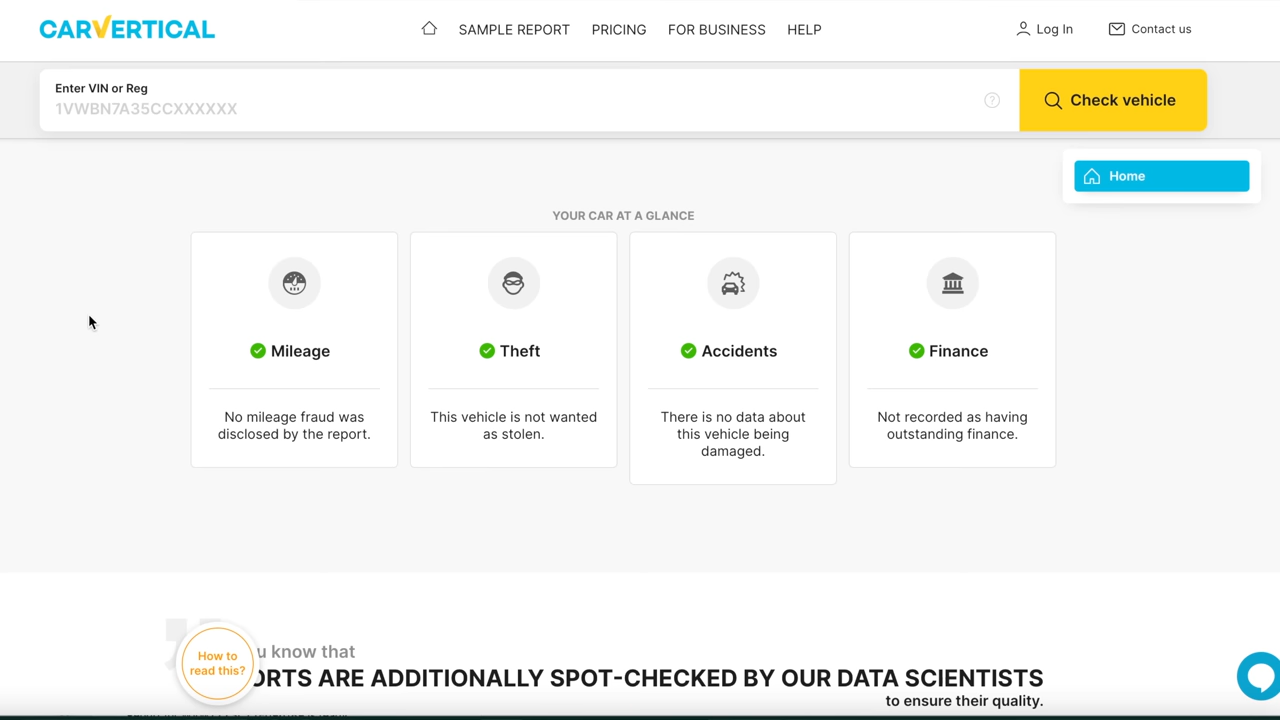 CARVERTICAL
SAMPLE REPORT
PRICING
FOR BUSINESS
HELP
Log In
Contact us
Enter VIN or Reg
1VWBN7A35CCXXXXXX
?
Check vehicle
Home
YOUR CAR AT A GLANCE
Mileage
No mileage fraud was
disclosed by the report.
Theft
This vehicle is not wanted
as stolen.
Accidents
There is no data about
this vehicle being
damaged.
Finance
Not recorded as having
outstanding finance.
How to
read this?
u know that
ORTS ARE ADDITIONALLY SPOT-CHECKED BY OUR DATA SCIENTISTS
to ensure their quality.